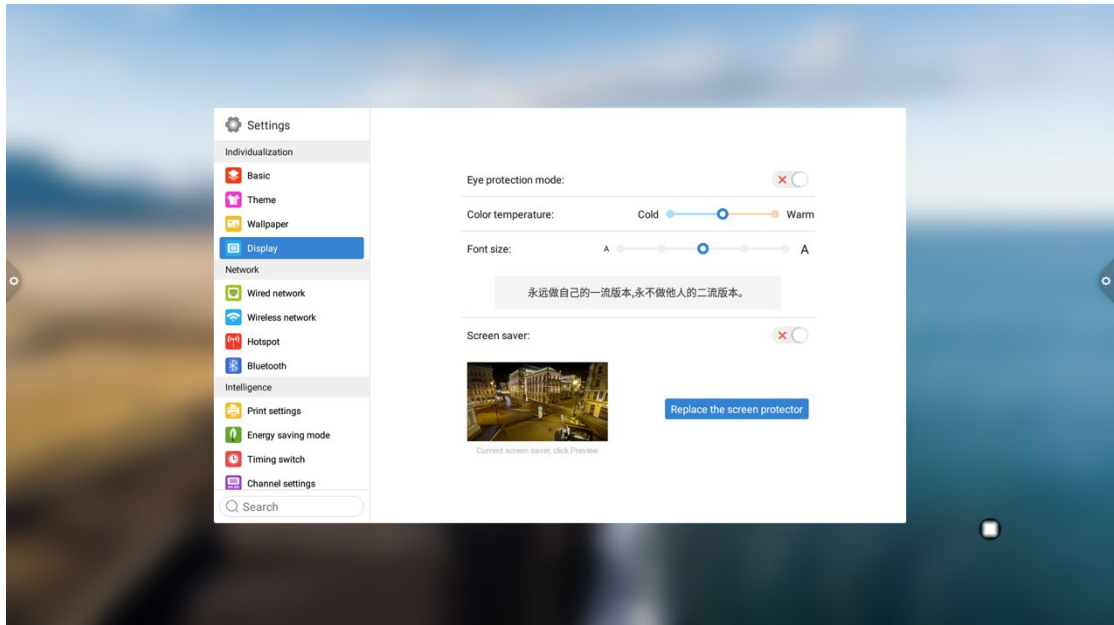 Settings
Individualization
Basic
Theme
Wallpaper
Display
Network
Wired network
Wireless network
Hotspot
Bluetooth
Intelligence
Print settings
Energy saving mode
Timing switch
Channel settings
Search
Eye protection mode:
Color temperature: Cold Warm
Font size: A A
永远做自己的一流版本,永不做他人的二流版本。
Screen saver:
Replace the screen protector
Current screen saver, click Preview